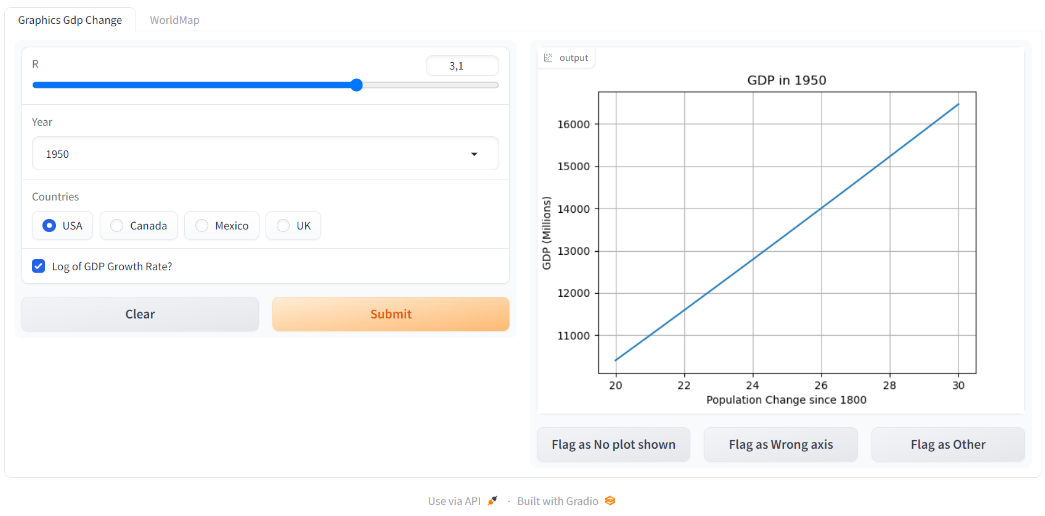 Graphics Gdp Change WorldMap
R 3,1
Year
1950
Countries
USA Canada Mexico UK
Log of GDP Growth Rate?
Clear Submit
output
GDP in 1950
GDP (Millions)
16000
15000
14000
13000
12000
11000
20 22 24 26 28 30
Population Change since 1800
Flag as No plot shown Flag as Wrong axis Flag as Other
Use via API · Built with Gradio